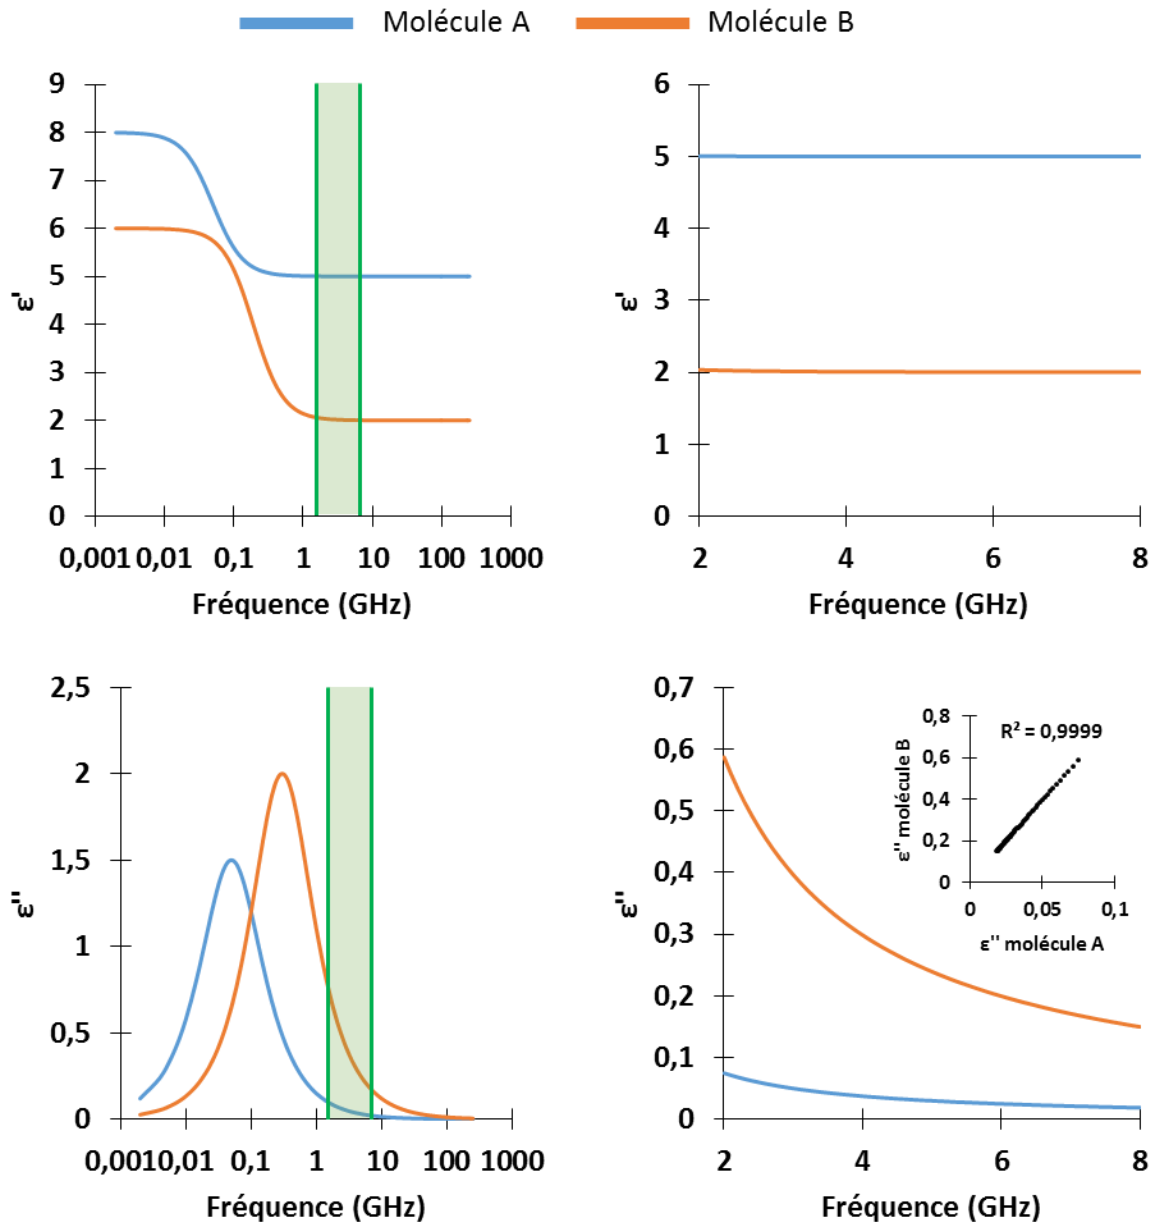 Molécule A Molécule B
9
8
7
6
5
4
3
2
1
0
ε'
0,001 0,01 0,1 1 10 100 1000
Fréquence (GHz)
6
5
4
3
2
1
0
ε'
2 4 6 8
Fréquence (GHz)
2,5
2
1,5
1
0,5
0
ε''
0,001 0,01 0,1 1 10 100 1000
Fréquence (GHz)
0,7
0,6
0,5
0,4
0,3
0,2
0,1
0
ε''
2 4 6 8
Fréquence (GHz)
0,8
0,6
0,4
0,2
0
ε'' molécule B
R² = 0,9999
0 0,05 0,1
ε'' molécule A